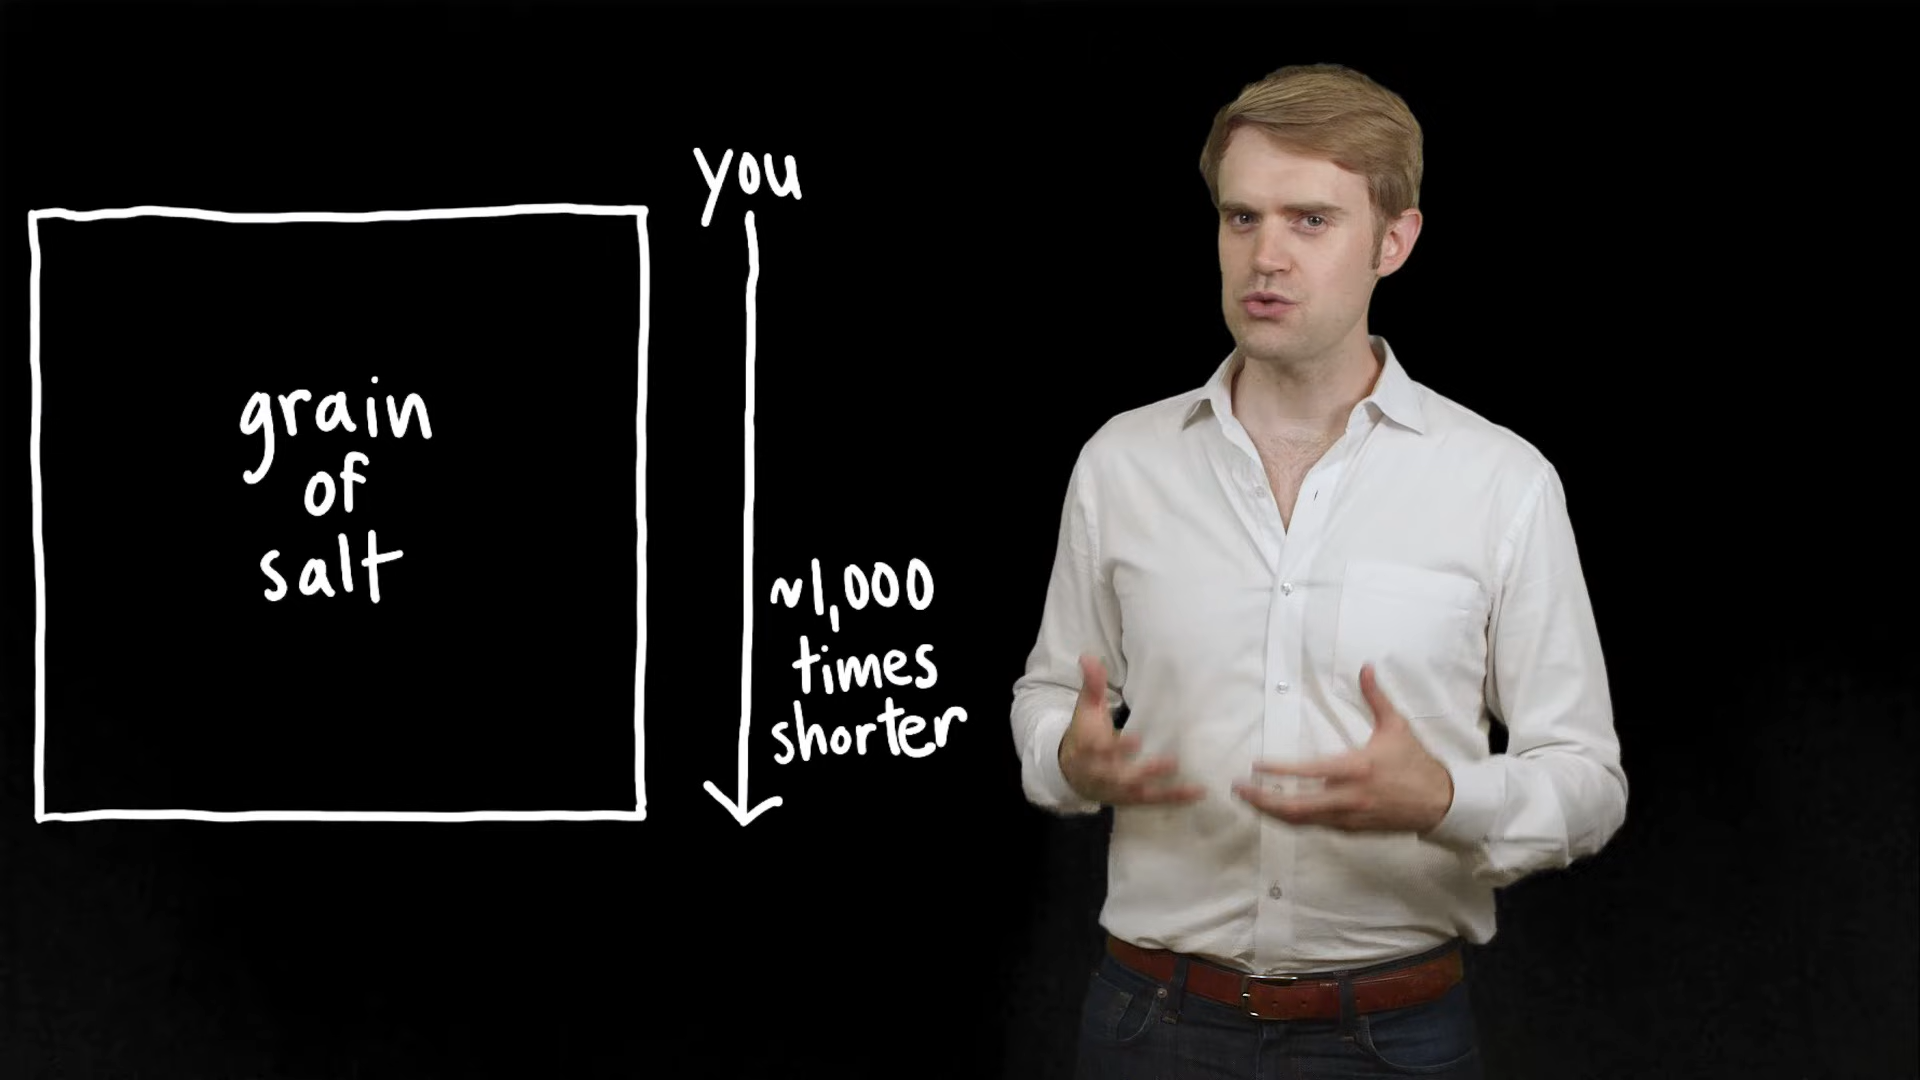 grain
of
salt
you
~1,000
times
shorter